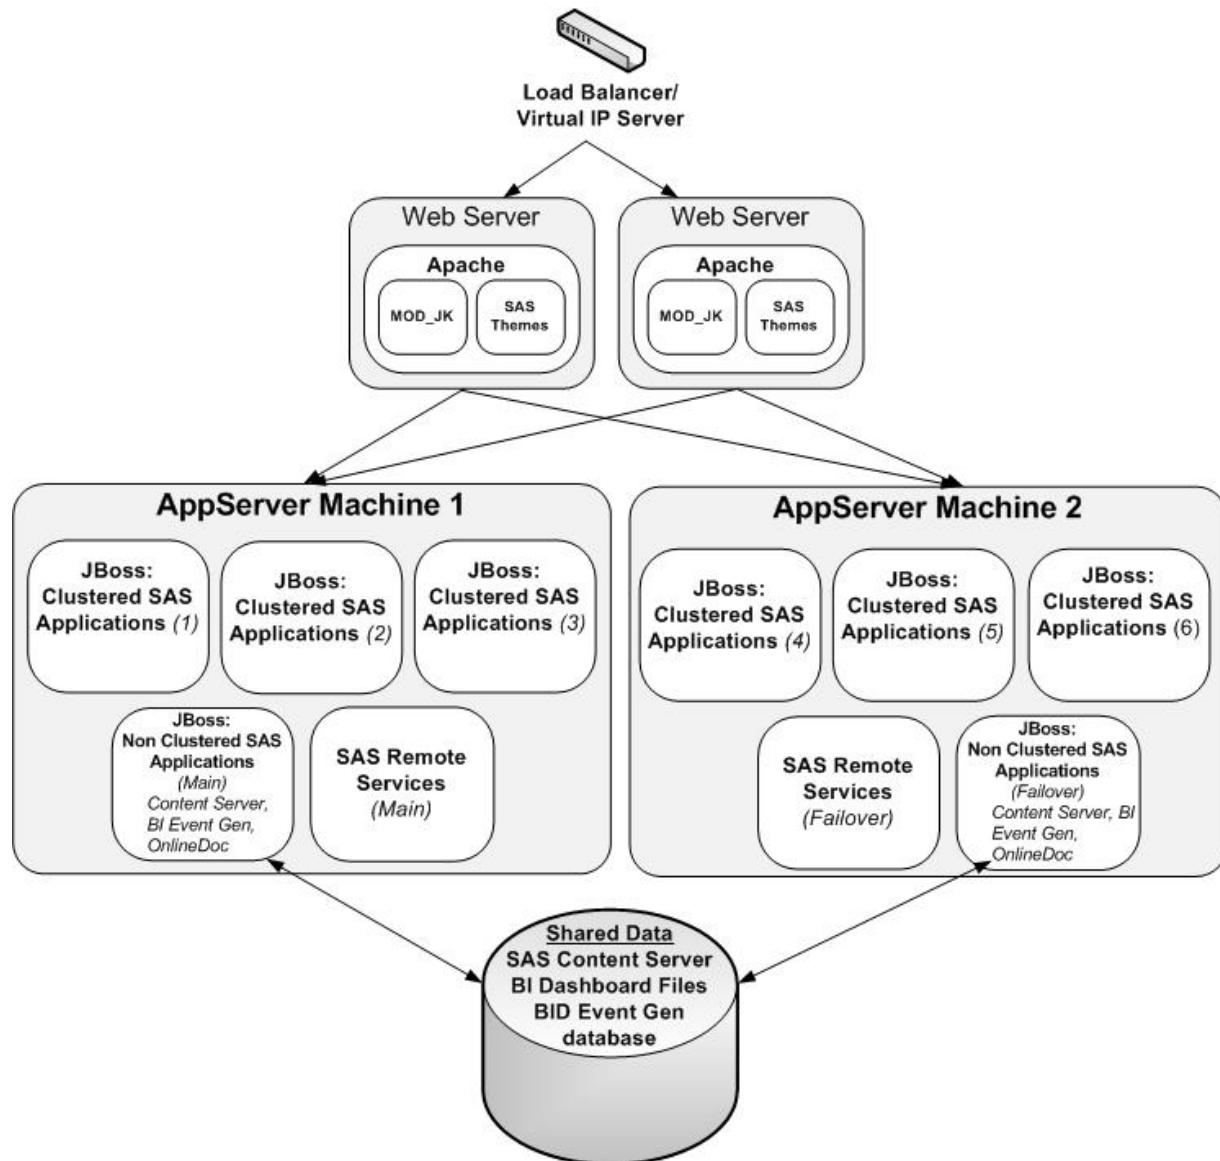 Load Balancer/
Virtual IP Server
Web Server
Apache
MOD_JK
SAS
Themes
Web Server
Apache
MOD_JK
SAS
Themes
AppServer Machine 1
JBoss:
Clustered SAS
Applications (1)
JBoss:
Clustered SAS
Applications (2)
JBoss:
Clustered SAS
Applications (3)
JBoss:
Non Clustered SAS
Applications
(Main)
Content Server,
BI Event Gen,
OnlineDoc
SAS Remote
Services
(Main)
AppServer Machine 2
JBoss:
Clustered SAS
Applications (4)
JBoss:
Clustered SAS
Applications (5)
JBoss:
Clustered SAS
Applications (6)
SAS Remote
Services
(Failover)
JBoss:
Non Clustered SAS
Applications
(Failover)
Content Server, BI
Event Gen,
OnlineDoc
Shared Data
SAS Content Server
BI Dashboard Files
BID Event Gen
database